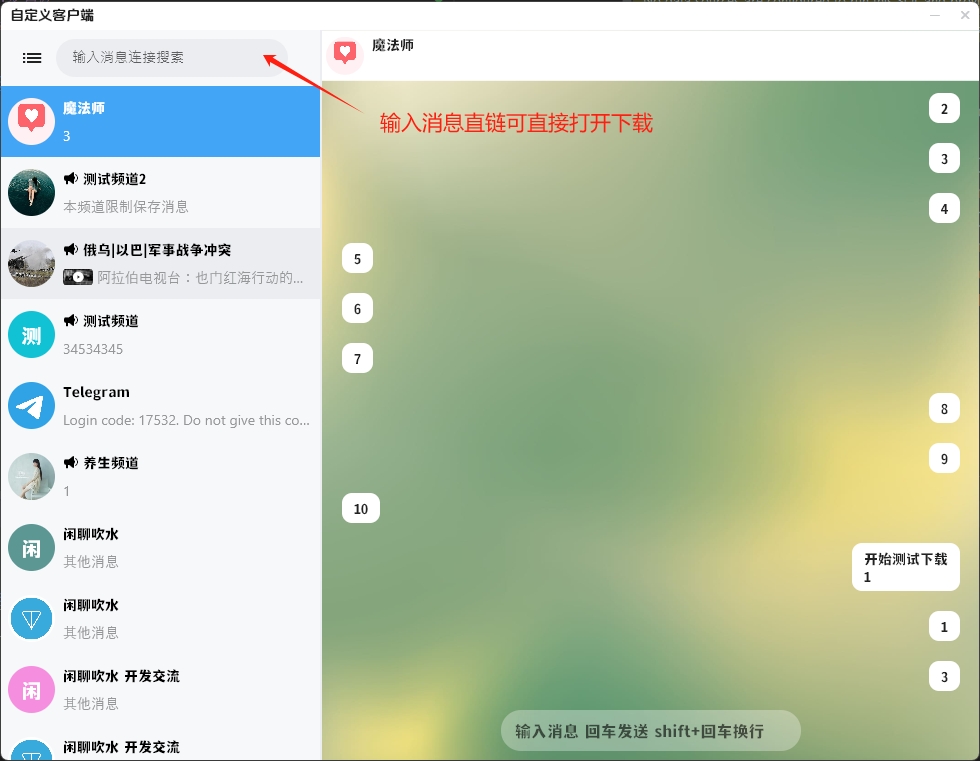 自定义客户端
输入消息连接搜索
魔法师
3
测试频道2
本频道限制保存消息
俄乌|以巴|军事战争冲突
阿拉伯电视台：也门红海行动的...
测
测试频道
34534345
Telegram
Login code: 17532. Do not give this co...
养生频道
1
闲
闲聊吹水
其他消息
闲聊吹水
其他消息
闲
闲聊吹水 开发交流
其他消息
闲聊吹水 开发交流
魔法师
输入消息直链可直接打开下载
2
3
4
5
6
7
8
9
10
开始测试下载
1
1
3
输入消息 回车发送 shift+回车换行